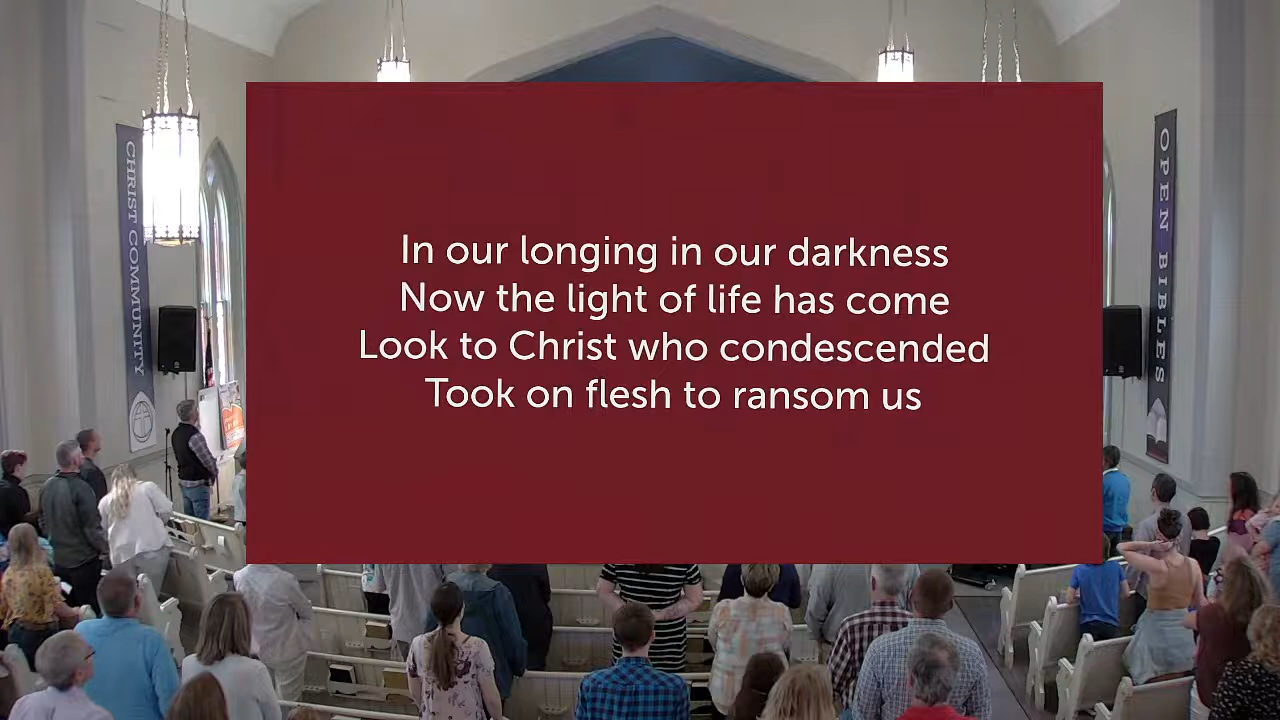 In our longing in our darkness
Now the light of life has come
Look to Christ who condescended
Took on flesh to ransom us
CHRIST COMMUNITY
OPEN BIBLES